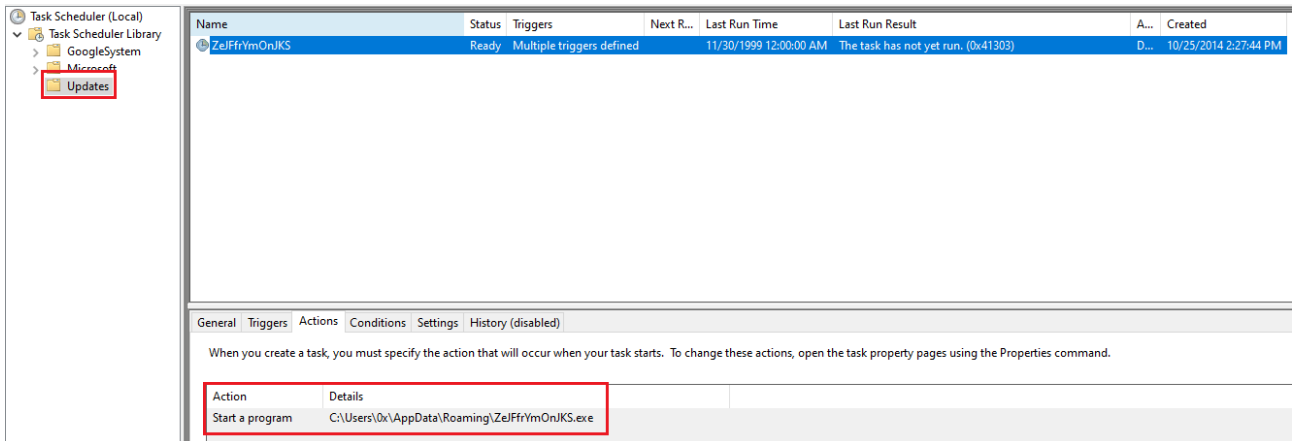 Task Scheduler (Local)
Task Scheduler Library
GoogleSystem
Microsoft
Updates
Name Status Triggers Next R... Last Run Time Last Run Result A... Created
ZeJFfrYmOnJKS Ready Multiple triggers defined 11/30/1999 12:00:00 AM The task has not yet run. (0x41303) D... 10/25/2014 2:27:44 PM
General Triggers Actions Conditions Settings History (disabled)
When you create a task, you must specify the action that will occur when your task starts. To change these actions, open the task property pages using the Properties command.
Action Details
Start a program C:\Users\0x\AppData\Roaming\ZeJFfrYmOnJKS.exe